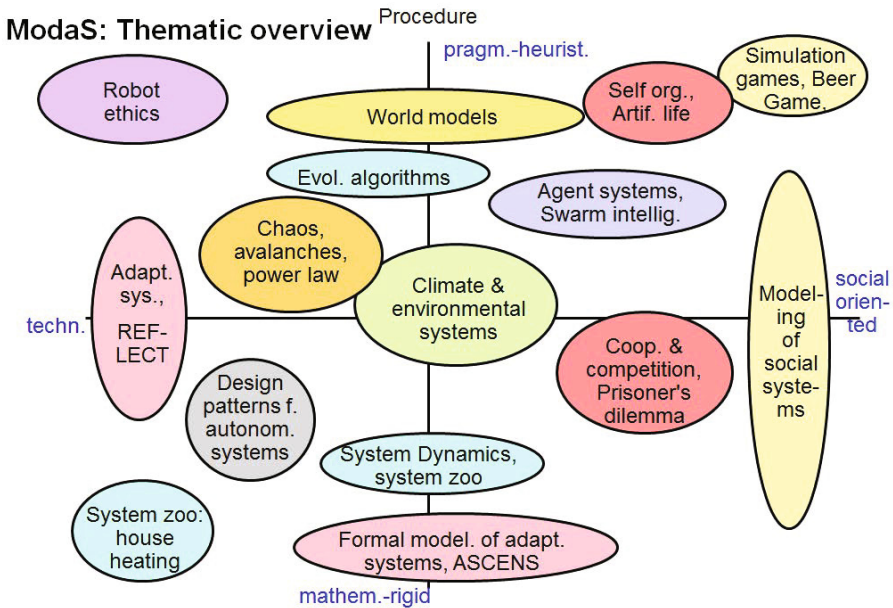 ModaS: Thematic overview
Procedure
pragm.-heurist.
Robot
ethics
World models
Self org.,
Artif. life
Simulation
games, Beer
Game,
Evol. algorithms
Agent systems,
Swarm intellig.
Chaos,
avalanches,
power law
Adapt.
sys.,
REF-
LECT
Climate &
environmental
systems
techn.
social
orien-
ted
Model-
ing
of
social
syste-
ms
Coop. &
competition,
Prisoner's
dilemma
Design
patterns f.
autonom.
systems
System Dynamics,
system zoo
System zoo:
house
heating
Formal model. of adapt.
systems, ASCENS
mathem.-rigid